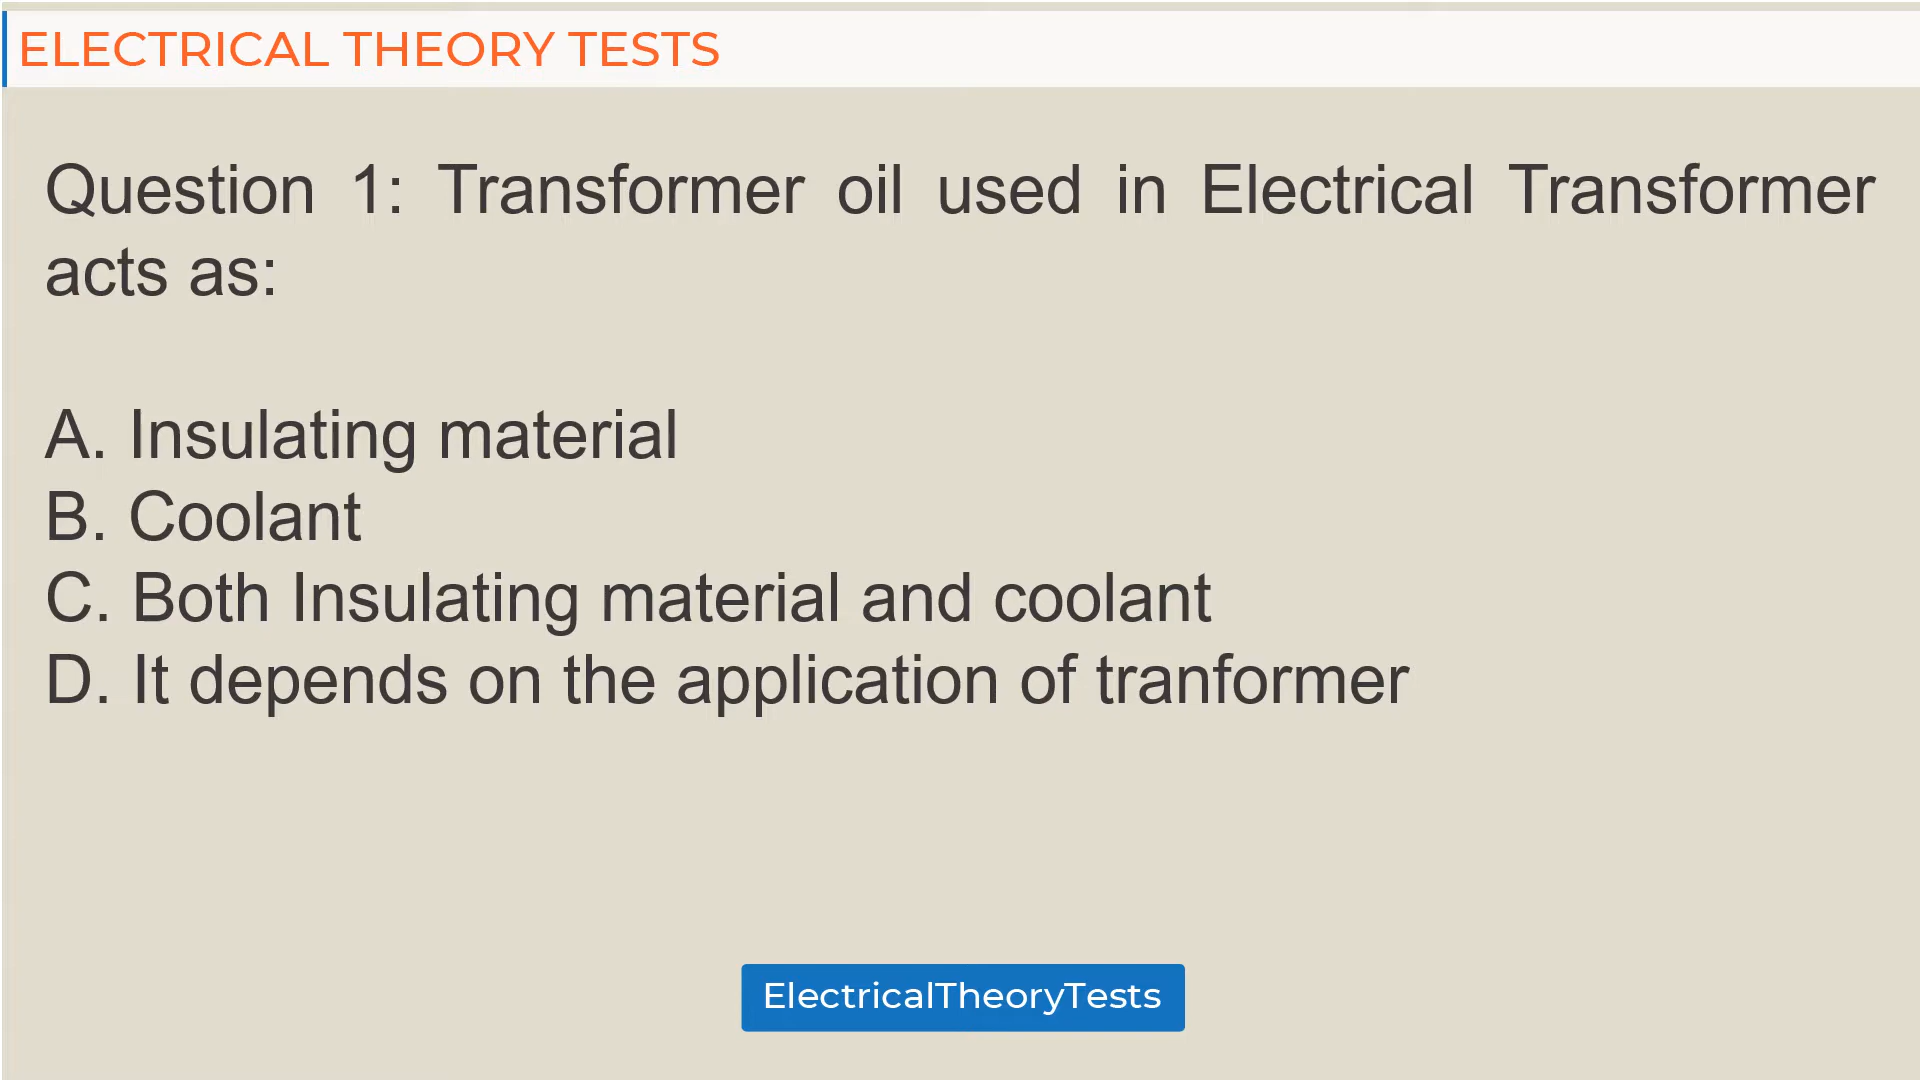 ELECTRICAL THEORY TESTS
Question 1: Transformer oil used in Electrical Transformer
acts as:
A. Insulating material
B. Coolant
C. Both Insulating material and coolant
D. It depends on the application of tranformer
ElectricalTheoryTests